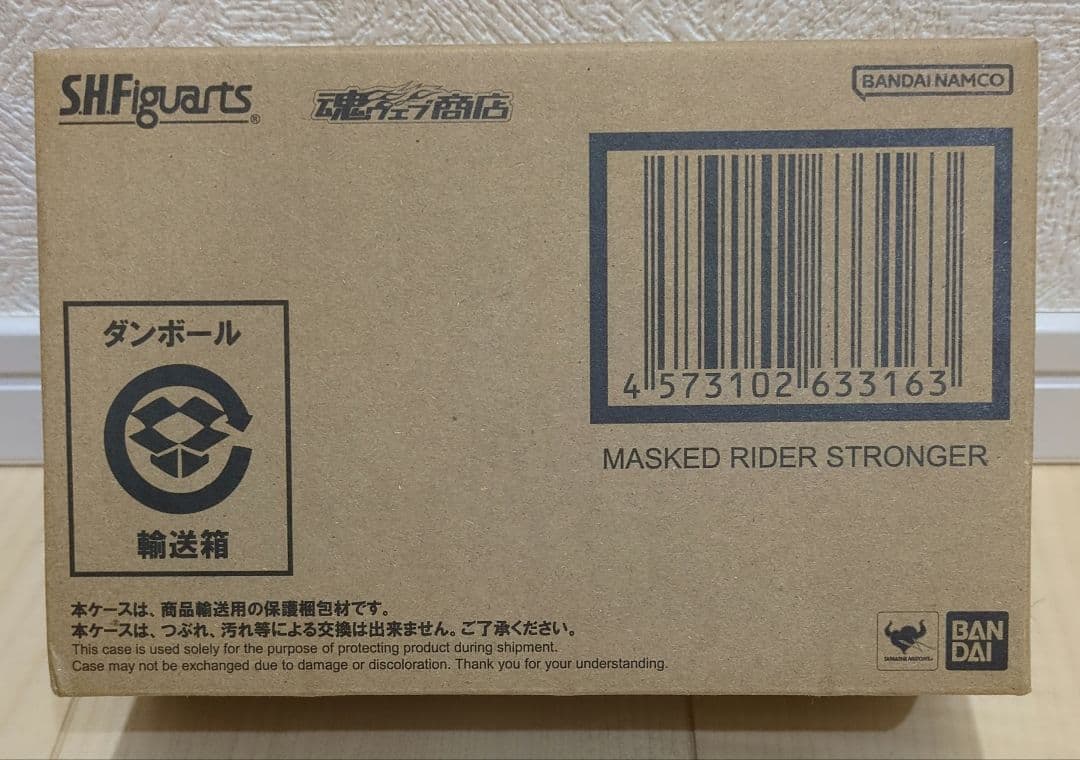 S.H.Figuarts®
魂ウェブ商店
BANDAI NAMCO
4 573102 633163
MASKED RIDER STRONGER
ダンボール
輸送箱
本ケースは、商品輸送用の保護梱包材です。
本ケースは、つぶれ、汚れ等による交換は出来ません。ご了承ください。
This case is used solely for the purpose of protecting product during shipment.
Case may not be exchanged due to damage or discoloration. Thank you for your understanding.
TAMASHII NATIONS
BAN
DAI